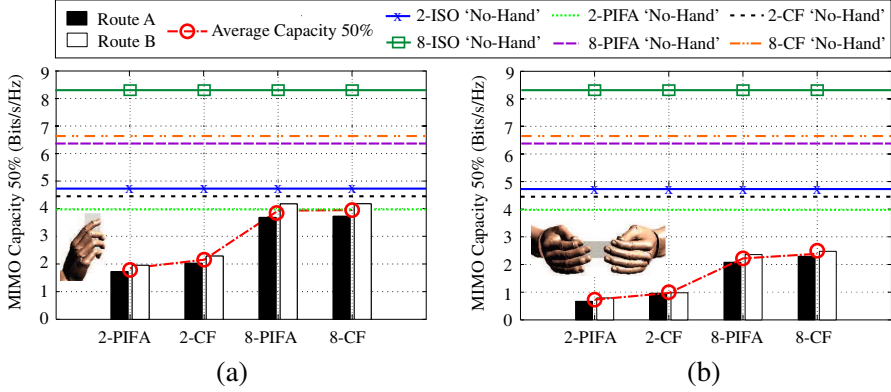 Route A
Route B
Average Capacity 50%
2-ISO 'No-Hand'
8-ISO 'No-Hand'
2-PIFA 'No-Hand'
8-PIFA 'No-Hand'
2-CF 'No-Hand'
8-CF 'No-Hand'
MIMO Capacity 50% (Bits/s/Hz)
9
8
7
6
5
4
3
2
1
0
2-PIFA 2-CF 8-PIFA 8-CF
(a)
MIMO Capacity 50% (Bits/s/Hz)
9
8
7
6
5
4
3
2
1
0
2-PIFA 2-CF 8-PIFA 8-CF
(b)